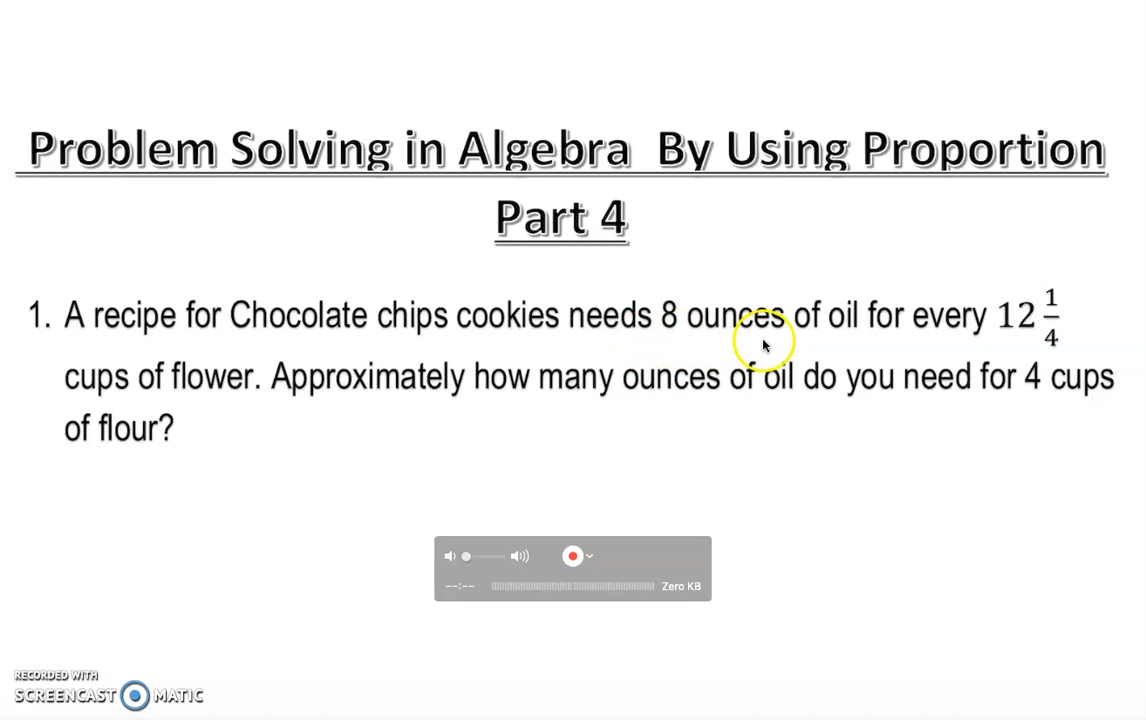 Problem Solving in Algebra By Using Proportion
Part 4
1. A recipe for Chocolate chips cookies needs 8 ounces of oil for every 12 1/4
cups of flower. Approximately how many ounces of oil do you need for 4 cups
of flour?
--:-- Zero KB
RECORDED WITH
SCREENCAST MATIC